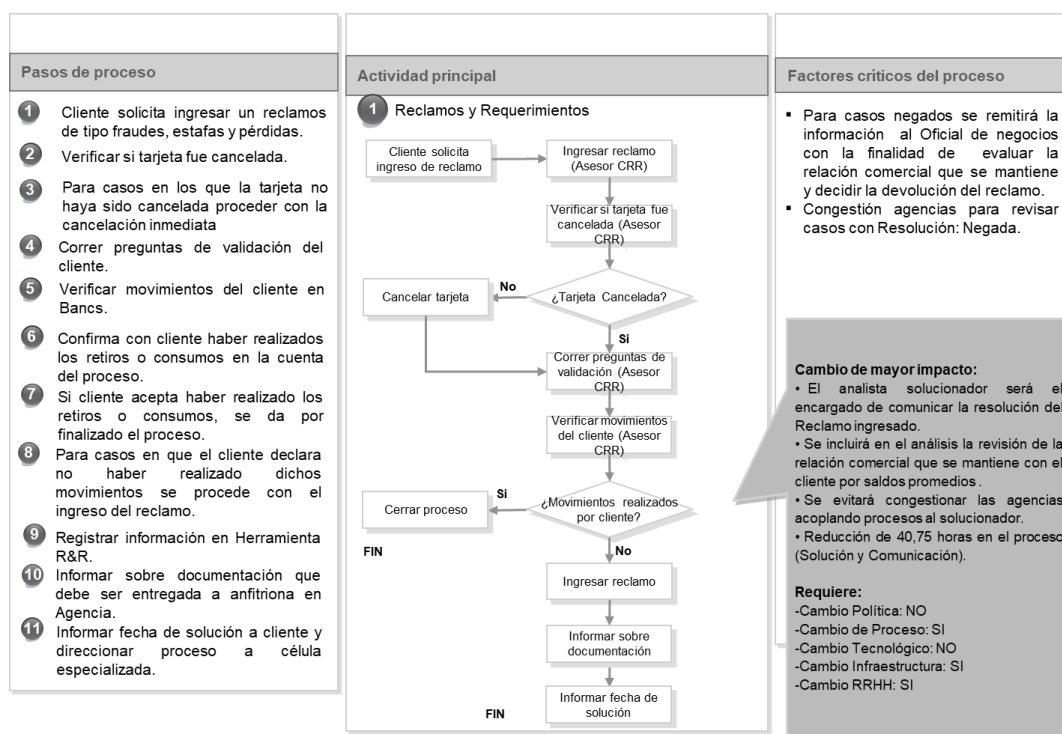 Pasos de proceso
1 Cliente solicita ingresar un reclamos
de tipo fraudes, estafas y pérdidas.
2 Verificar si tarjeta fue cancelada.
3 Para casos en los que la tarjeta no
haya sido cancelada proceder con la
cancelación inmediata
4 Correr preguntas de validación del
cliente.
5 Verificar movimientos del cliente en
Bancs.
6 Confirma con cliente haber realizados
los retiros o consumos en la cuenta
del proceso.
7 Si cliente acepta haber realizado los
retiros o consumos, se da por
finalizado el proceso.
8 Para casos en que el cliente declara
no haber realizado dichos
movimientos se procede con el
ingreso del reclamo.
9 Registrar información en Herramienta
R&R.
10 Informar sobre documentación que
debe ser entregada a anfitriona en
Agencia.
11 Informar fecha de solución a cliente y
direccionar proceso a célula
especializada.
Actividad principal
1 Reclamos y Requerimientos
Cliente solicita
ingreso de reclamo
Ingresar reclamo
(Asesor CRR)
Verificar si tarjeta fue
cancelada (Asesor
CRR)
Cancelar tarjeta
No
¿Tarjeta Cancelada?
Si
Correr preguntas de
validación (Asesor
CRR)
Verificar movimientos
del cliente (Asesor
CRR)
Cerrar proceso
Si
¿Movimientos realizados
por cliente?
FIN
No
Ingresar reclamo
Informar sobre
documentación
Informar fecha de
solución
FIN
Factores críticos del proceso
▪ Para casos negados se remitirá la
información al Oficial de negocios
con la finalidad de evaluar la
relación comercial que se mantiene
y decidir la devolución del reclamo.
▪ Congestión agencias para revisar
casos con Resolución: Negada.
Cambio de mayor impacto:
• El analista solucionador será el
encargado de comunicar la resolución del
Reclamo ingresado.
• Se incluirá en el análisis la revisión de la
relación comercial que se mantiene con el
cliente por saldos promedios .
• Se evitará congestionar las agencias
acoplando procesos al solucionador.
• Reducción de 40,75 horas en el proceso
(Solución y Comunicación).
Requiere:
-Cambio Política: NO
-Cambio de Proceso: SI
-Cambio Tecnológico: NO
-Cambio Infraestructura: SI
-Cambio RRHH: SI